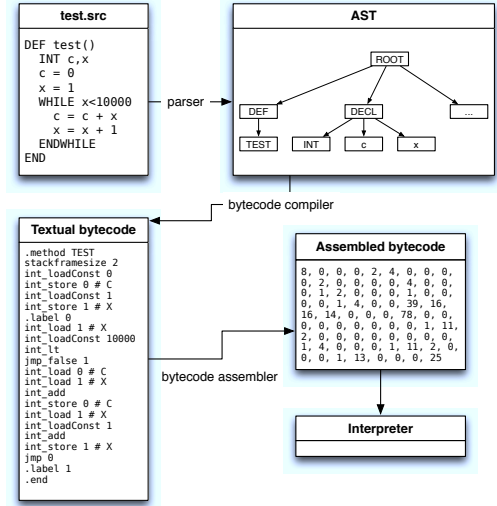 test.src
DEF test()
INT c,x
c = 0
x = 1
WHILE x<10000
c = c + x
x = x + 1
ENDWHILE
END
parser
AST
ROOT
DEF
DECL
...
TEST
INT
c
x
bytecode compiler
Textual bytecode
.method TEST
stackframesize 2
int_loadConst 0
int_store 0 # C
int_loadConst 1
int_store 1 # X
.label 0
int_load 1 # X
int_loadConst 10000
int_lt
jmp_false 1
int_load 0 # C
int_load 1 # X
int_add
int_store 0 # C
int_load 1 # X
int_loadConst 1
int_add
int_store 1 # X
jmp 0
.label 1
.end
bytecode assembler
Assembled bytecode
8, 0, 0, 0, 2, 4, 0, 0, 0,
0, 2, 0, 0, 0, 0, 4, 0, 0,
0, 1, 2, 0, 0, 0, 1, 0, 0,
0, 0, 1, 4, 0, 0, 39, 16,
16, 14, 0, 0, 0, 78, 0, 0,
0, 0, 0, 0, 0, 0, 0, 1, 11,
2, 0, 0, 0, 0, 0, 0, 0, 0,
1, 4, 0, 0, 0, 1, 11, 2, 0,
0, 0, 1, 13, 0, 0, 0, 25
Interpreter